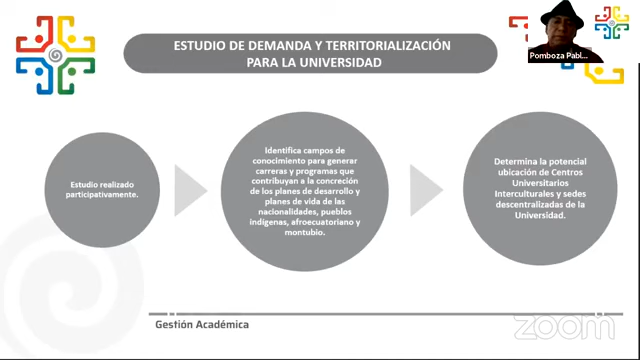 ESTUDIO DE DEMANDA Y TERRITORIALIZACIÓN
PARA LA UNIVERSIDAD
Pomboza Pabl...
Estudio realizado
participativamente.
Identifica campos de
conocimiento para generar
carreras y programas que
contribuyan a la concreción
de los planes de desarrollo y
planes de vida de las
nacionalidades, pueblos
indígenas, afroecuatoriano y
montubio.
Determina la potencial
ubicación de Centros
Universitarios
Interculturales y sedes
descentralizadas de la
Universidad.
Gestión Académica
zoom